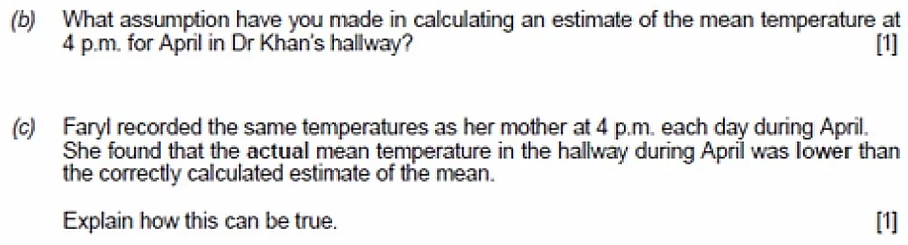 (b) What assumption have you made in calculating an estimate of the mean temperature at
4 p.m. for April in Dr Khan's hallway? [1]
(c) Faryl recorded the same temperatures as her mother at 4 p.m. each day during April.
She found that the actual mean temperature in the hallway during April was lower than
the correctly calculated estimate of the mean.
Explain how this can be true. [1]